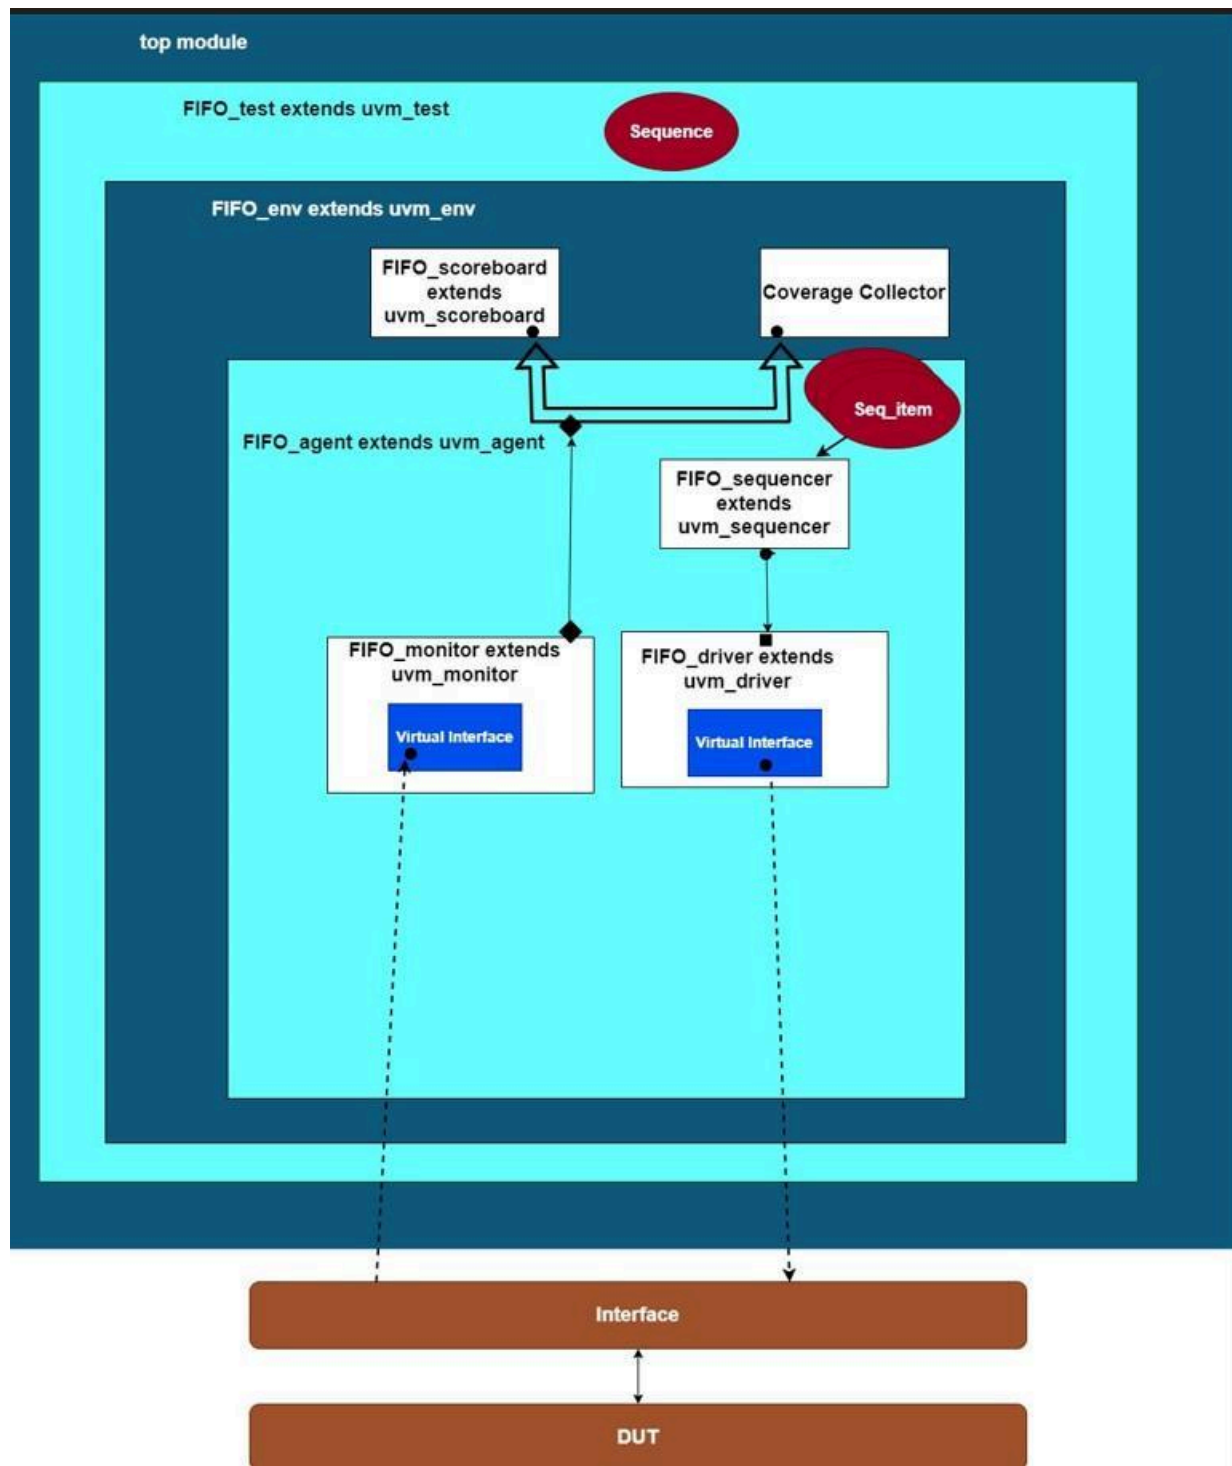 top module
FIFO_test extends uvm_test
Sequence
FIFO_env extends uvm_env
FIFO_scoreboard
extends
uvm_scoreboard
Coverage Collector
Seq_item
FIFO_agent extends uvm_agent
FIFO_sequencer
extends
uvm_sequencer
FIFO_monitor extends
uvm_monitor
Virtual Interface
FIFO_driver extends
uvm_driver
Virtual Interface
Interface
DUT